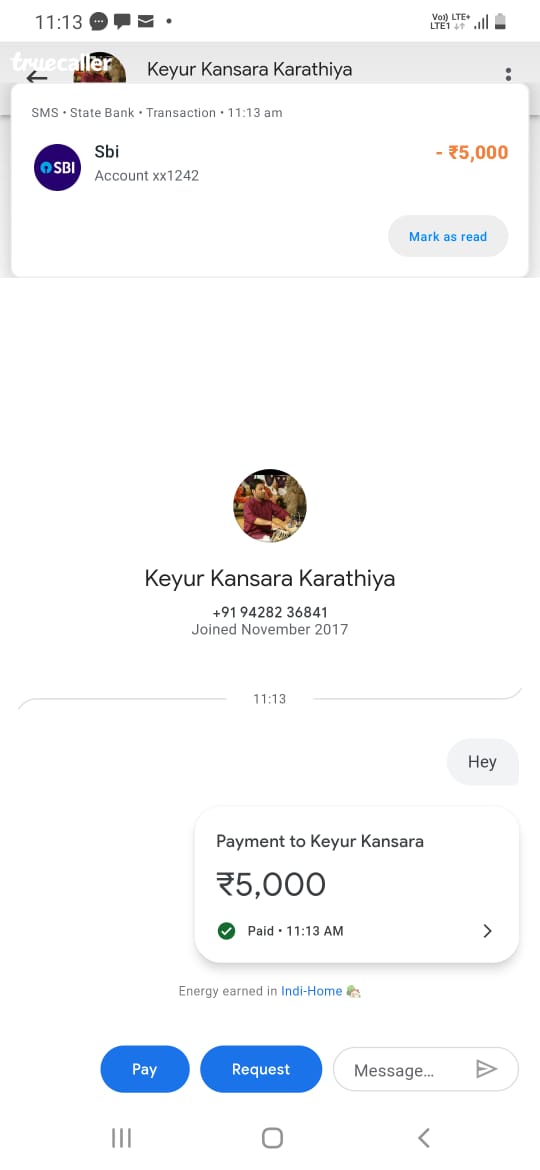 11:13
Vo)) LTE+
LTE1
truecaller
Keyur Kansara Karathiya
SMS • State Bank • Transaction • 11:13 am
SBI
Sbi
- ₹5,000
Account xx1242
Mark as read
Keyur Kansara Karathiya
+91 94282 36841
Joined November 2017
11:13
Hey
Payment to Keyur Kansara
₹5,000
Paid • 11:13 AM
Energy earned in Indi-Home
Pay
Request
Message...